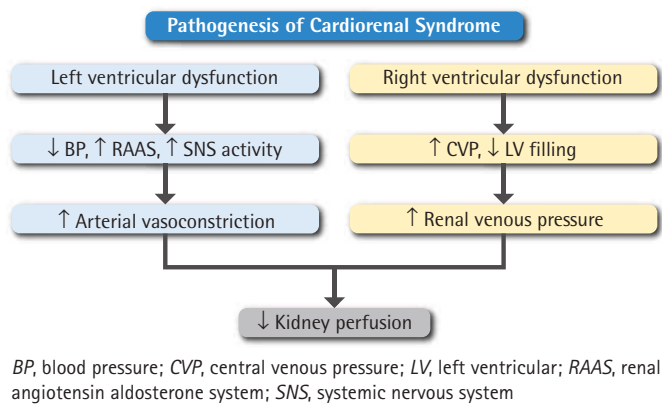 Pathogenesis of Cardiorenal Syndrome
Left ventricular dysfunction
Right ventricular dysfunction
↓ BP, ↑ RAAS, ↑ SNS activity
↑ CVP, ↓ LV filling
↑ Arterial vasoconstriction
↑ Renal venous pressure
↓ Kidney perfusion
BP, blood pressure; CVP, central venous pressure; LV, left ventricular; RAAS, renal
angiotensin aldosterone system; SNS, systemic nervous system